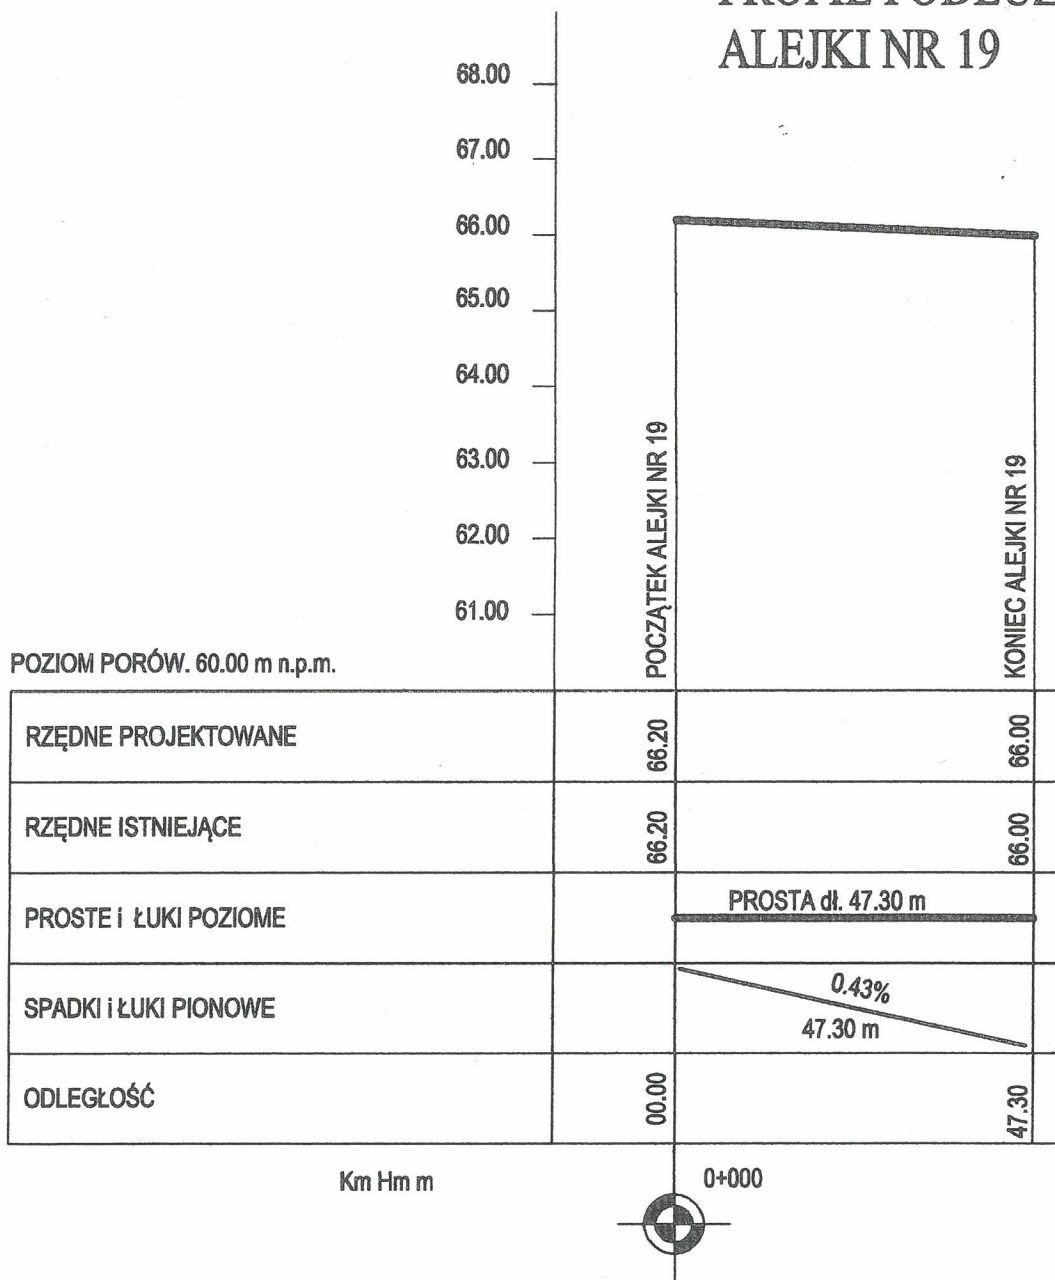 ALEJKI NR 19
68.00
67.00
66.00
65.00
64.00
63.00
62.00
61.00
POCZĄTEK ALEJKI NR 19
KONIEC ALEJKI NR 19
POZIOM PORÓW. 60.00 m n.p.m.
RZĘDNE PROJEKTOWANE 66.20 66.00
RZĘDNE ISTNIEJĄCE 66.20 66.00
PROSTE i ŁUKI POZIOME PROSTA dł. 47.30 m
SPADKI i ŁUKI PIONOWE 0.43%
47.30 m
ODLEGŁOŚĆ 00.00 47.30
Km Hm m 0+000